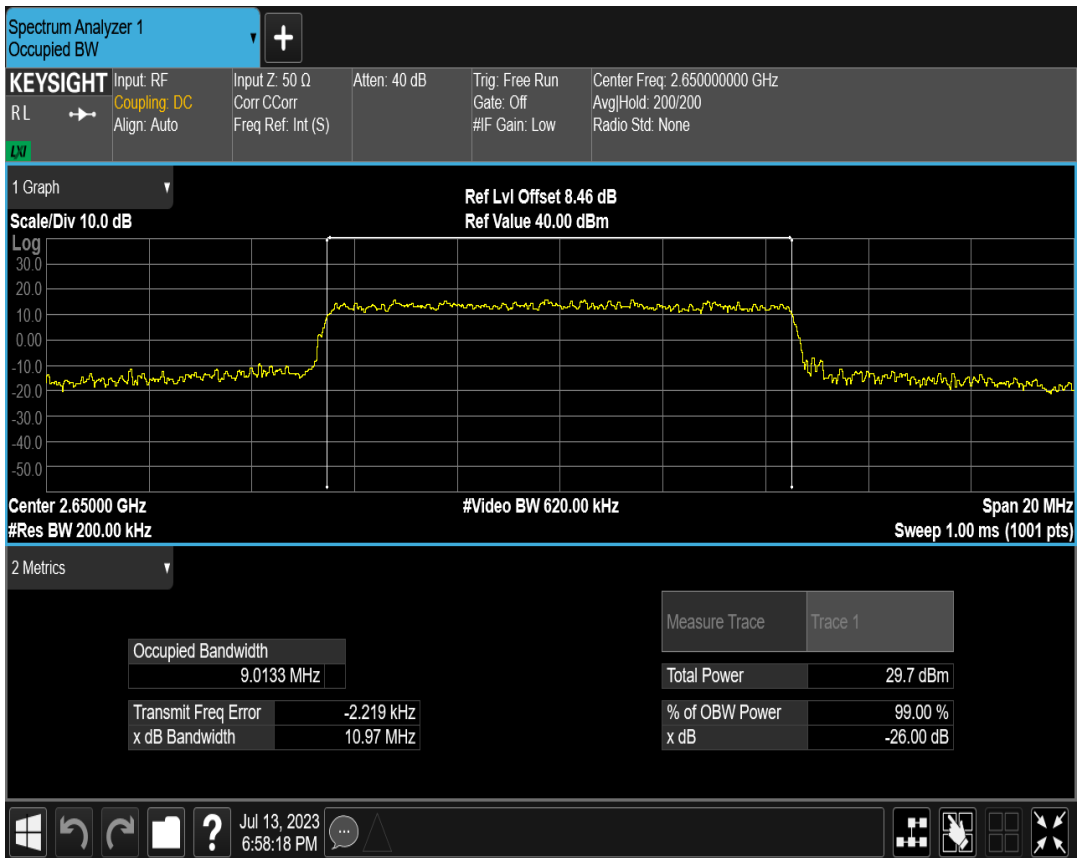 Spectrum Analyzer 1
Occupied BW
+
KEYSIGHT
R L
LXI
Input: RF
Coupling: DC
Align: Auto
Input Z: 50 Ω
Corr CCorr
Freq Ref: Int (S)
Atten: 40 dB
Trig: Free Run
Gate: Off
#IF Gain: Low
Center Freq: 2.650000000 GHz
Avg|Hold: 200/200
Radio Std: None
1 Graph
Scale/Div 10.0 dB
Ref Lvl Offset 8.46 dB
Ref Value 40.00 dBm
Log
30.0
20.0
10.0
0.00
-10.0
-20.0
-30.0
-40.0
-50.0
Center 2.65000 GHz
#Res BW 200.00 kHz
#Video BW 620.00 kHz
Span 20 MHz
Sweep 1.00 ms (1001 pts)
2 Metrics
Occupied Bandwidth
9.0133 MHz
Transmit Freq Error -2.219 kHz
x dB Bandwidth 10.97 MHz
Measure Trace Trace 1
Total Power 29.7 dBm
% of OBW Power 99.00 %
x dB -26.00 dB
?
Jul 13, 2023
6:58:18 PM